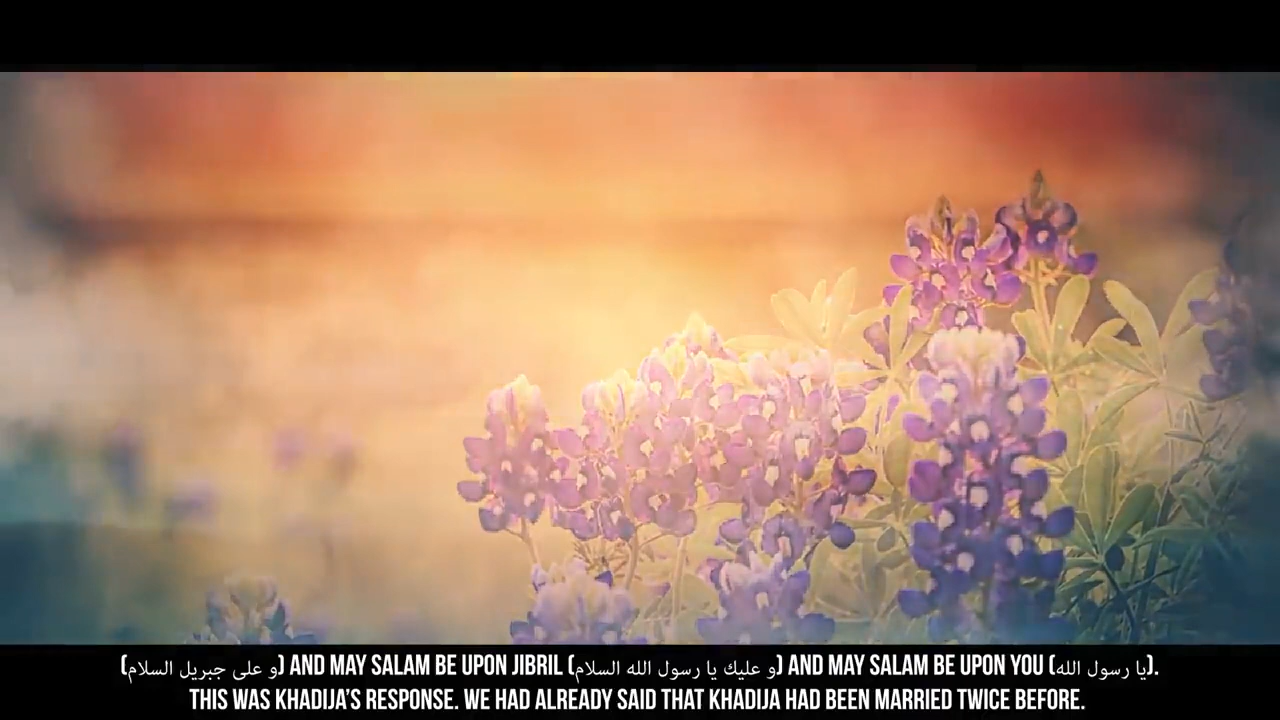 (و على جبريل السلام) AND MAY SALAM BE UPON JIBRIL (و عليك يا رسول الله السلام) AND MAY SALAM BE UPON YOU (يا رسول الله).
THIS WAS KHADIJA'S RESPONSE. WE HAD ALREADY SAID THAT KHADIJA HAD BEEN MARRIED TWICE BEFORE.